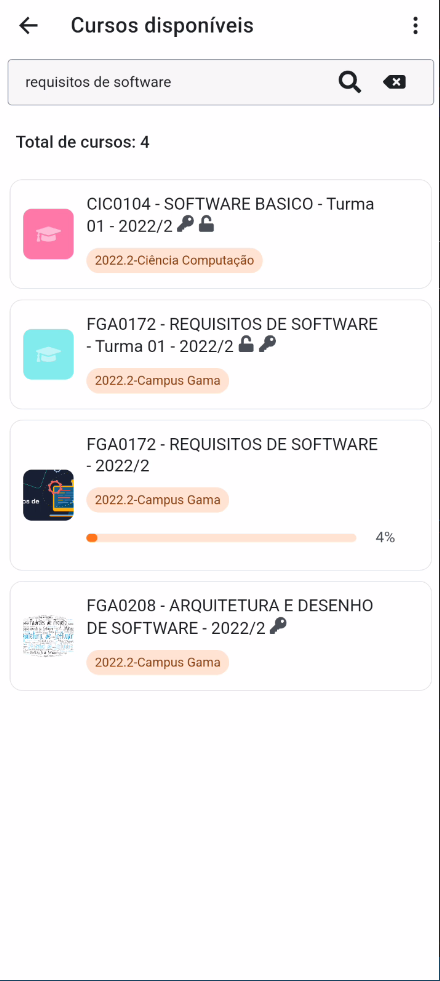 Cursos disponíveis
requisitos de software
Total de cursos: 4
CIC0104 - SOFTWARE BASICO - Turma
01 - 2022/2
2022.2-Ciência Computação
FGA0172 - REQUISITOS DE SOFTWARE
- Turma 01 - 2022/2
2022.2-Campus Gama
FGA0172 - REQUISITOS DE SOFTWARE
- 2022/2
os de
2022.2-Campus Gama
4%
FGA0208 - ARQUITETURA E DESENHO
DE SOFTWARE - 2022/2
2022.2-Campus Gama